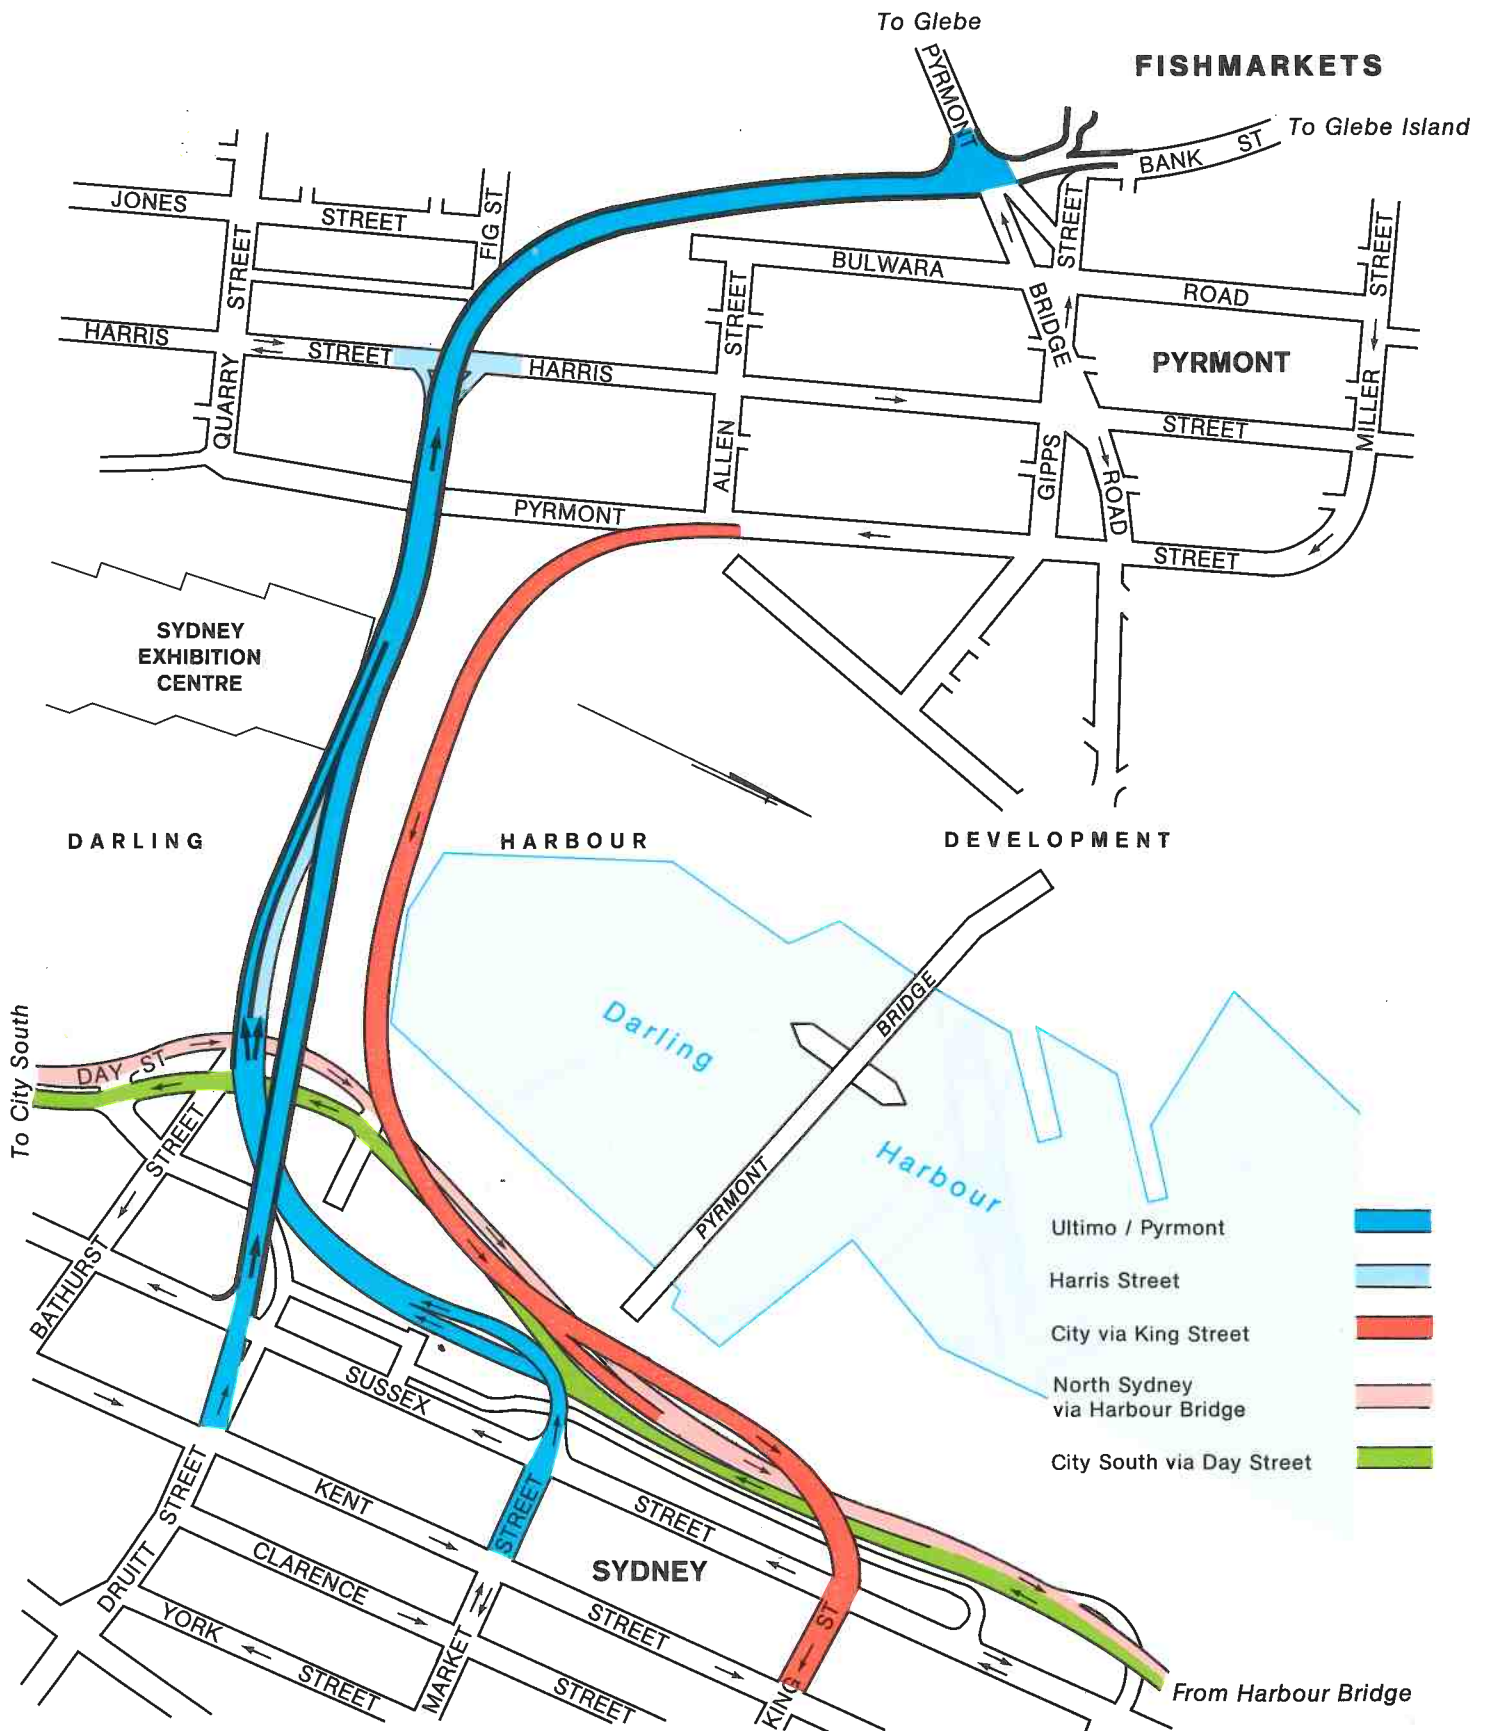 To Glebe
FISHMARKETS
PYRMONT
To Glebe Island
BANK ST
JONES
STREET
FIG ST
STREET
STREET
STREET
BULWARA
ROAD
BRIDGE
STREET
HARRIS
STREET
HARRIS
PYRMONT
QUARRY
STREET
MILLER
ALLEN
GIPPS
ROAD
PYRMONT
STREET
SYDNEY
EXHIBITION
CENTRE
DARLING
HARBOUR
DEVELOPMENT
BRIDGE
Darling
To City South
DAY ST
STREET
Harbour
PYRMONT
BATHURST
Ultimo / Pyrmont
Harris Street
City via King Street
North Sydney
via Harbour Bridge
City South via Day Street
SUSSEX
STREET
KENT
STREET
STREET
SYDNEY
CLARENCE
DRUITT
STREET
ST
YORK
STREET
MARKET
STREET
KING
From Harbour Bridge